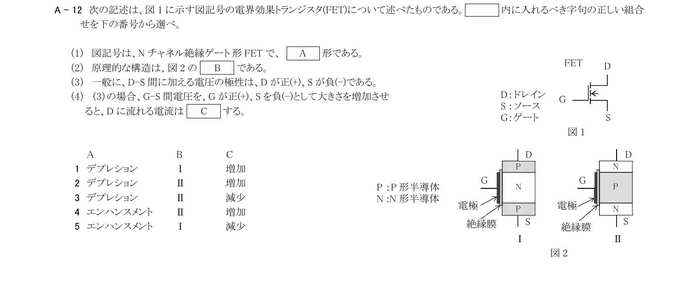 A－12 次の記述は、図1に示す図記号の電界効果トランジスタ(FET)について述べたものである。 内に入れるべき字句の正しい組合
せを下の番号から選べ。
(1) 図記号は、Nチャネル絶縁ゲート形FETで、 A 形である。
(2) 原理的な構造は、図2の B である。
(3) 一般に、D-S間に加える電圧の極性は、Dが正(+)、Sが負(-)である。
(4) (3)の場合、G-S間電圧を、Gが正(+)、Sを負(-)として大きさを増加させ
ると、Dに流れる電流は C する。
FET D
G
S
D:ドレイン
S:ソース
G:ゲート
図1
A B C
1 デプレション Ⅰ 増加
2 デプレション Ⅱ 増加
3 デプレション Ⅱ 減少
4 エンハンスメント Ⅱ 増加
5 エンハンスメント Ⅰ 減少
P:P形半導体
N:N形半導体
D
P
G N
P
S
電極
絶縁膜
Ⅰ
D
N
G P
N
S
電極
絶縁膜
Ⅱ
図2